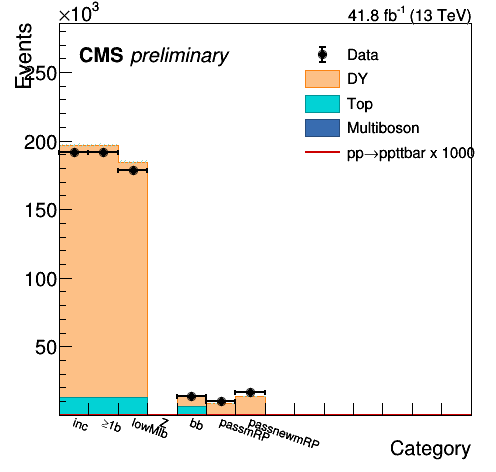 ×10³
41.8 fb⁻¹ (13 TeV)
Events
CMS preliminary
Data
DY
Top
Multiboson
pp→ppttbar x 1000
250
200
150
100
50
inc
≥1b
lowMlb
Z
bb
passmRP
passnewmRP
Category